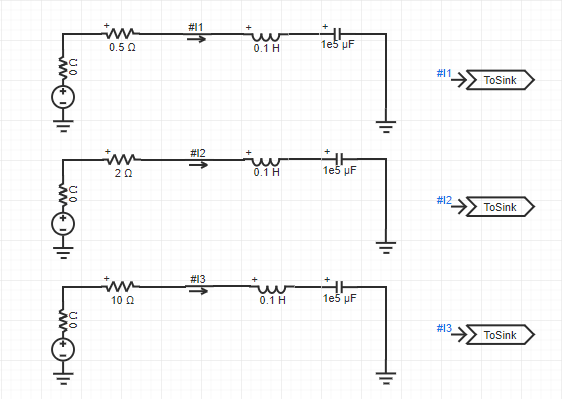 #I1
0.5 Ω
0.1 H
1e5 µF
0 Ω
#I1
ToSink
#I2
2 Ω
0.1 H
1e5 µF
0 Ω
#I2
ToSink
#I3
10 Ω
0.1 H
1e5 µF
0 Ω
#I3
ToSink